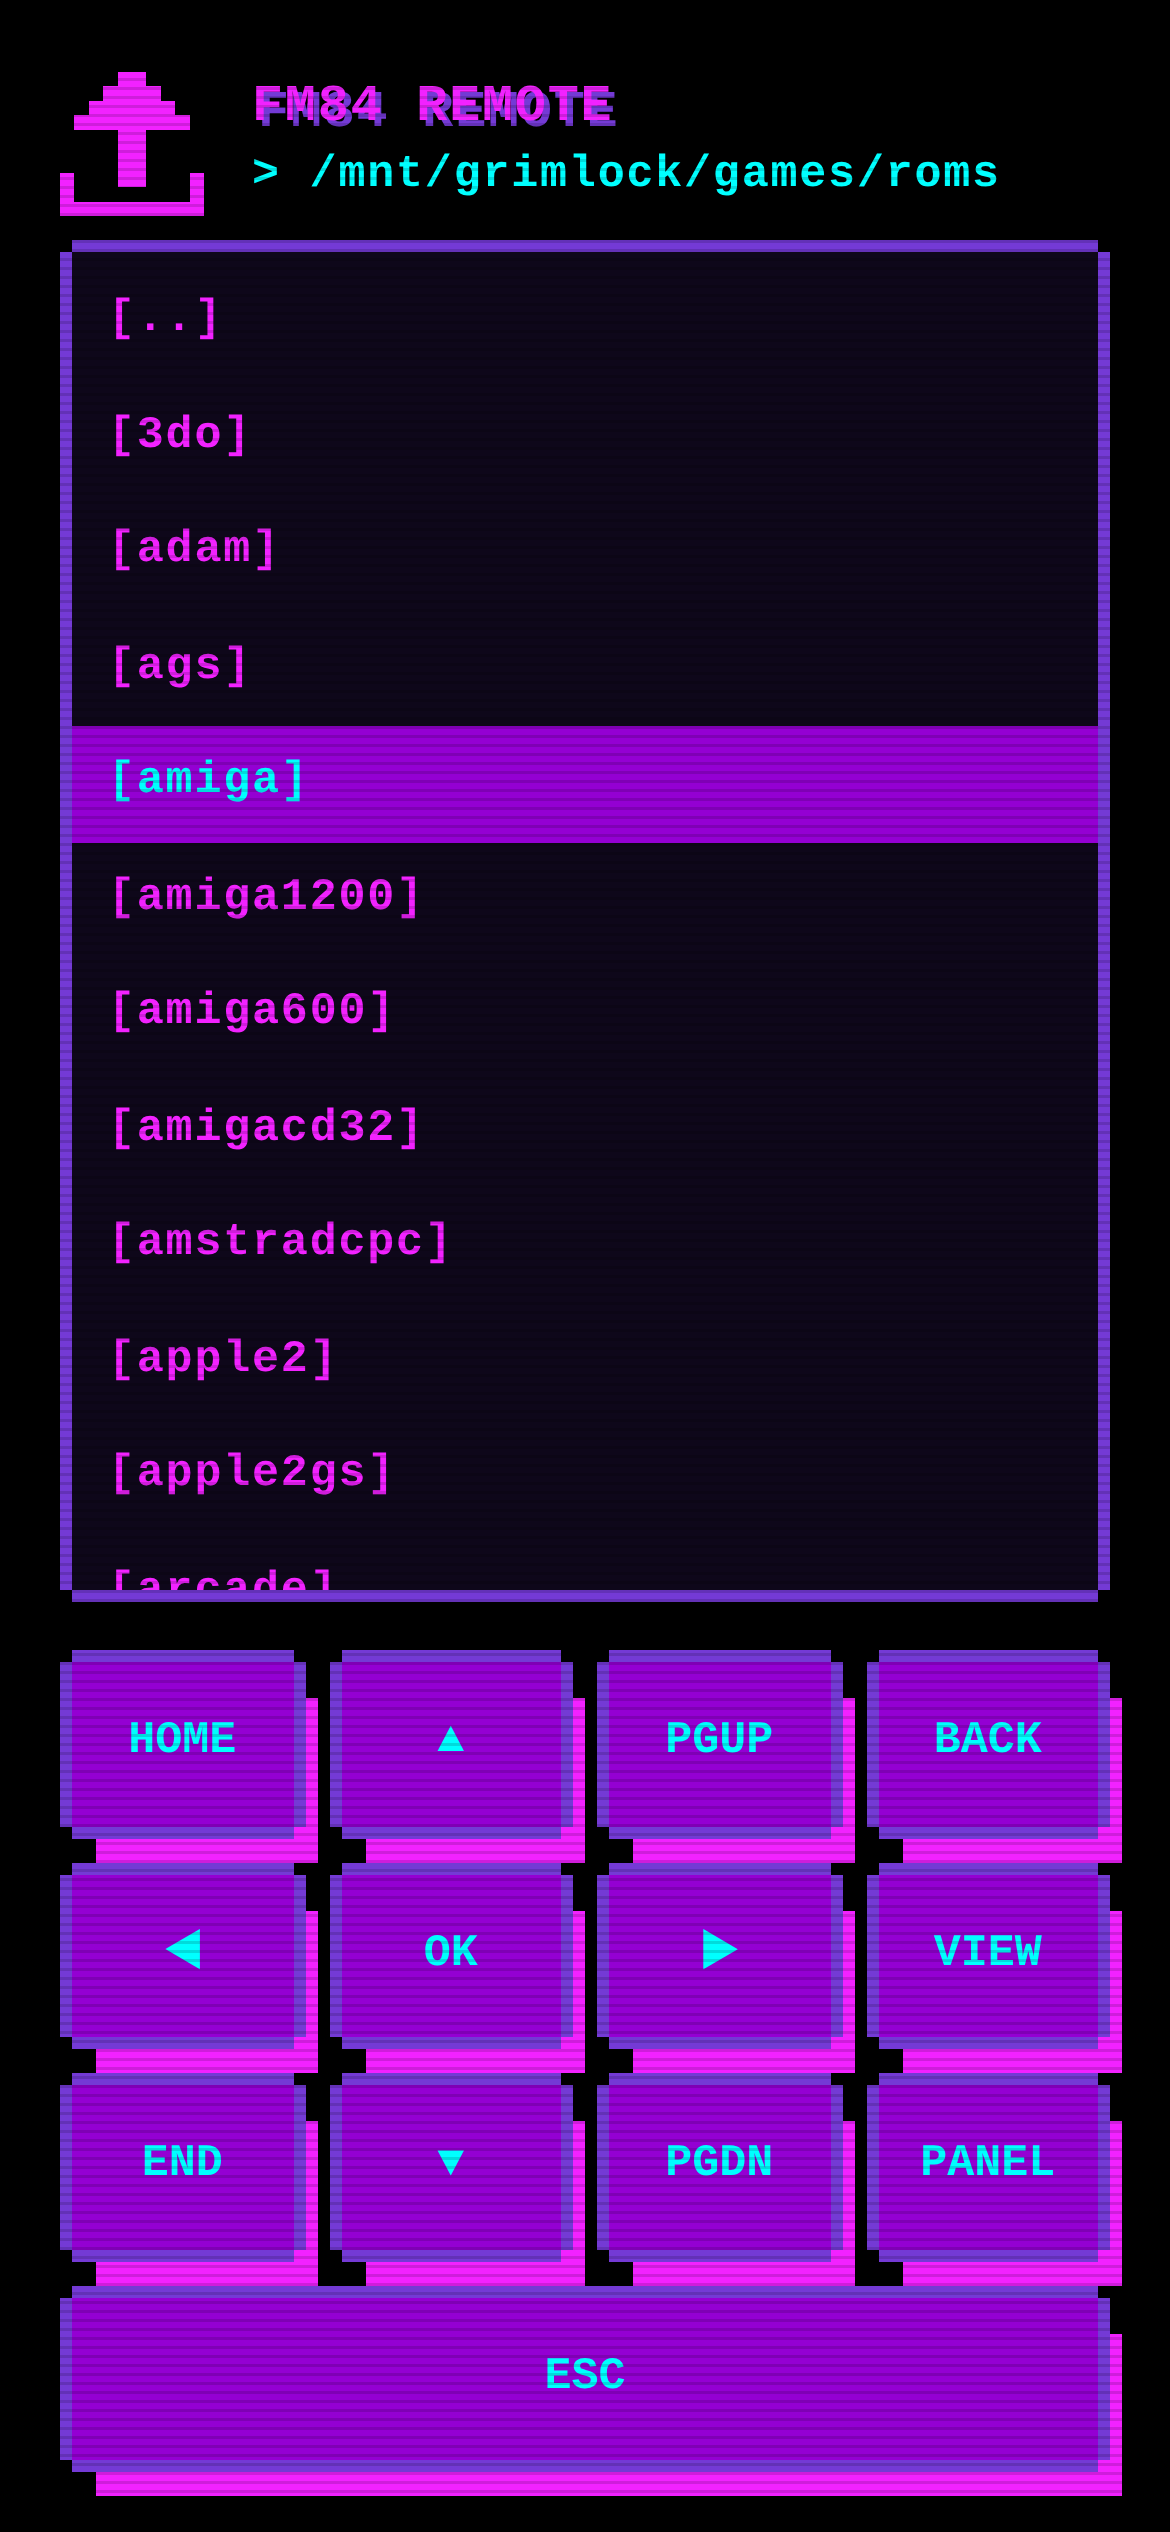 FM84 REMOTE
> /mnt/grimlock/games/roms
[..]
[3do]
[adam]
[ags]
[amiga]
[amiga1200]
[amiga600]
[amigacd32]
[amstradcpc]
[apple2]
[apple2gs]
[arcade]
HOME ▲ PGUP BACK
◀ OK ▶ VIEW
END ▼ PGDN PANEL
ESC